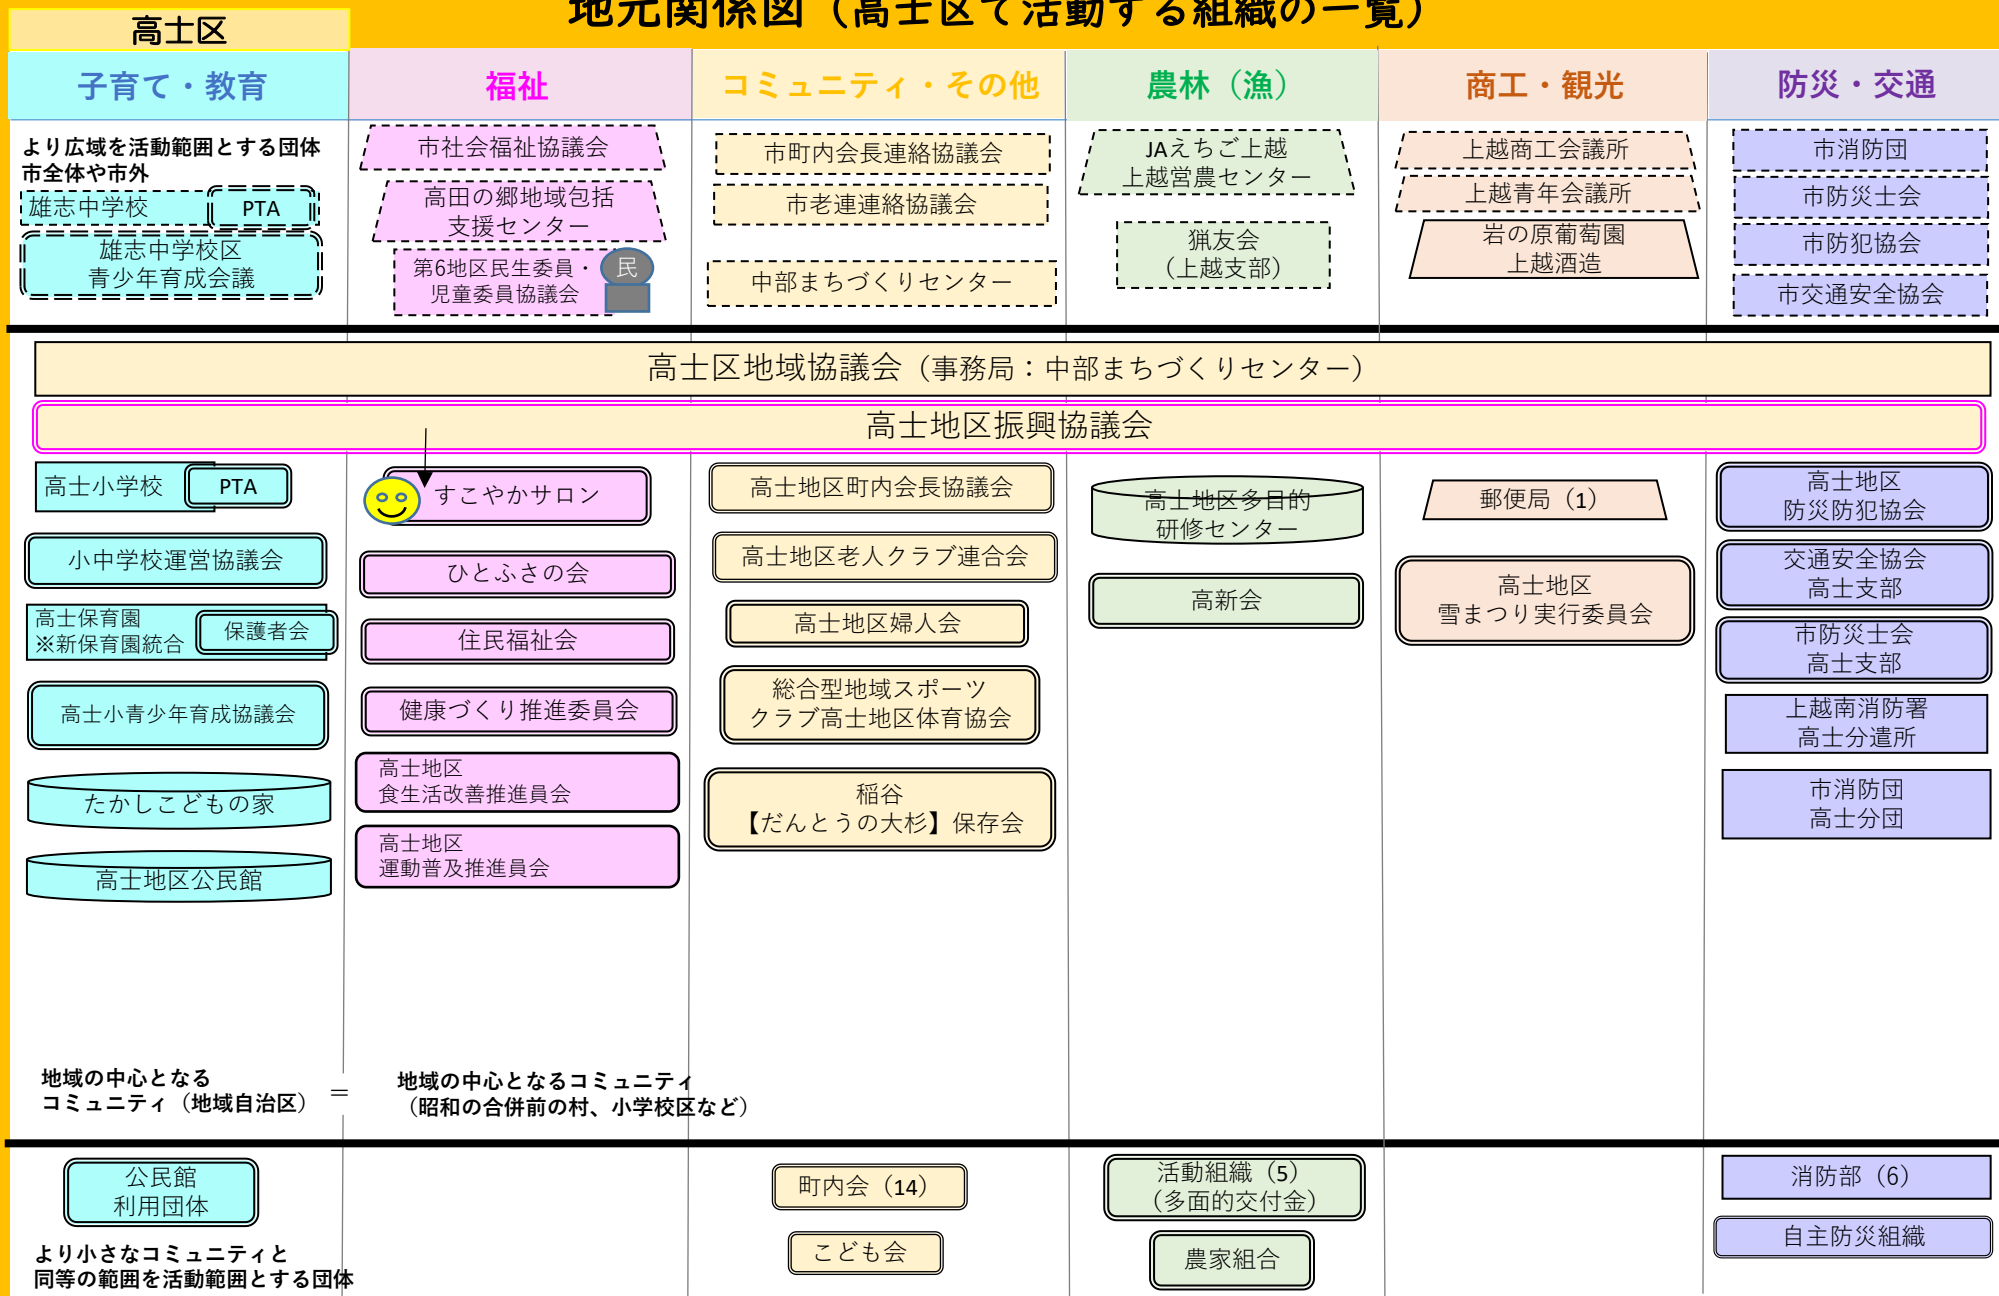 地元関係図（高士区で活動する組織の一覧）
高士区
子育て・教育
福祉
コミュニティ・その他
農林（漁）
商工・観光
防災・交通
より広域を活動範囲とする団体
市全体や市外
雄志中学校
PTA
雄志中学校区
青少年育成会議
市社会福祉協議会
高田の郷地域包括
支援センター
第6地区民生委員・
児童委員協議会
民
市町内会長連絡協議会
市老連連絡協議会
中部まちづくりセンター
JAえちご上越
上越営農センター
猟友会
（上越支部）
上越商工会議所
上越青年会議所
岩の原葡萄園
上越酒造
市消防団
市防災士会
市防犯協会
市交通安全協会
高士区地域協議会（事務局：中部まちづくりセンター）
高士地区振興協議会
高士小学校
PTA
小中学校運営協議会
高士保育園
※新保育園統合
保護者会
高士小青少年育成協議会
たかしこどもの家
高士地区公民館
すこやかサロン
ひとふさの会
住民福祉会
健康づくり推進委員会
高士地区
食生活改善推進員会
高士地区
運動普及推進員会
高士地区町内会長協議会
高士地区老人クラブ連合会
高士地区婦人会
総合型地域スポーツ
クラブ高士地区体育協会
稲谷
【だんとうの大杉】保存会
高士地区多目的
研修センター
高新会
郵便局（1）
高士地区
雪まつり実行委員会
高士地区
防災防犯協会
交通安全協会
高士支部
市防災士会
高士支部
上越南消防署
高士分遣所
市消防団
高士分団
地域の中心となる
コミュニティ（地域自治区）
＝
地域の中心となるコミュニティ
（昭和の合併前の村、小学校区など）
公民館
利用団体
より小さなコミュニティと
同等の範囲を活動範囲とする団体
町内会（14）
こども会
活動組織（5）
（多面的交付金）
農家組合
消防部（6）
自主防災組織